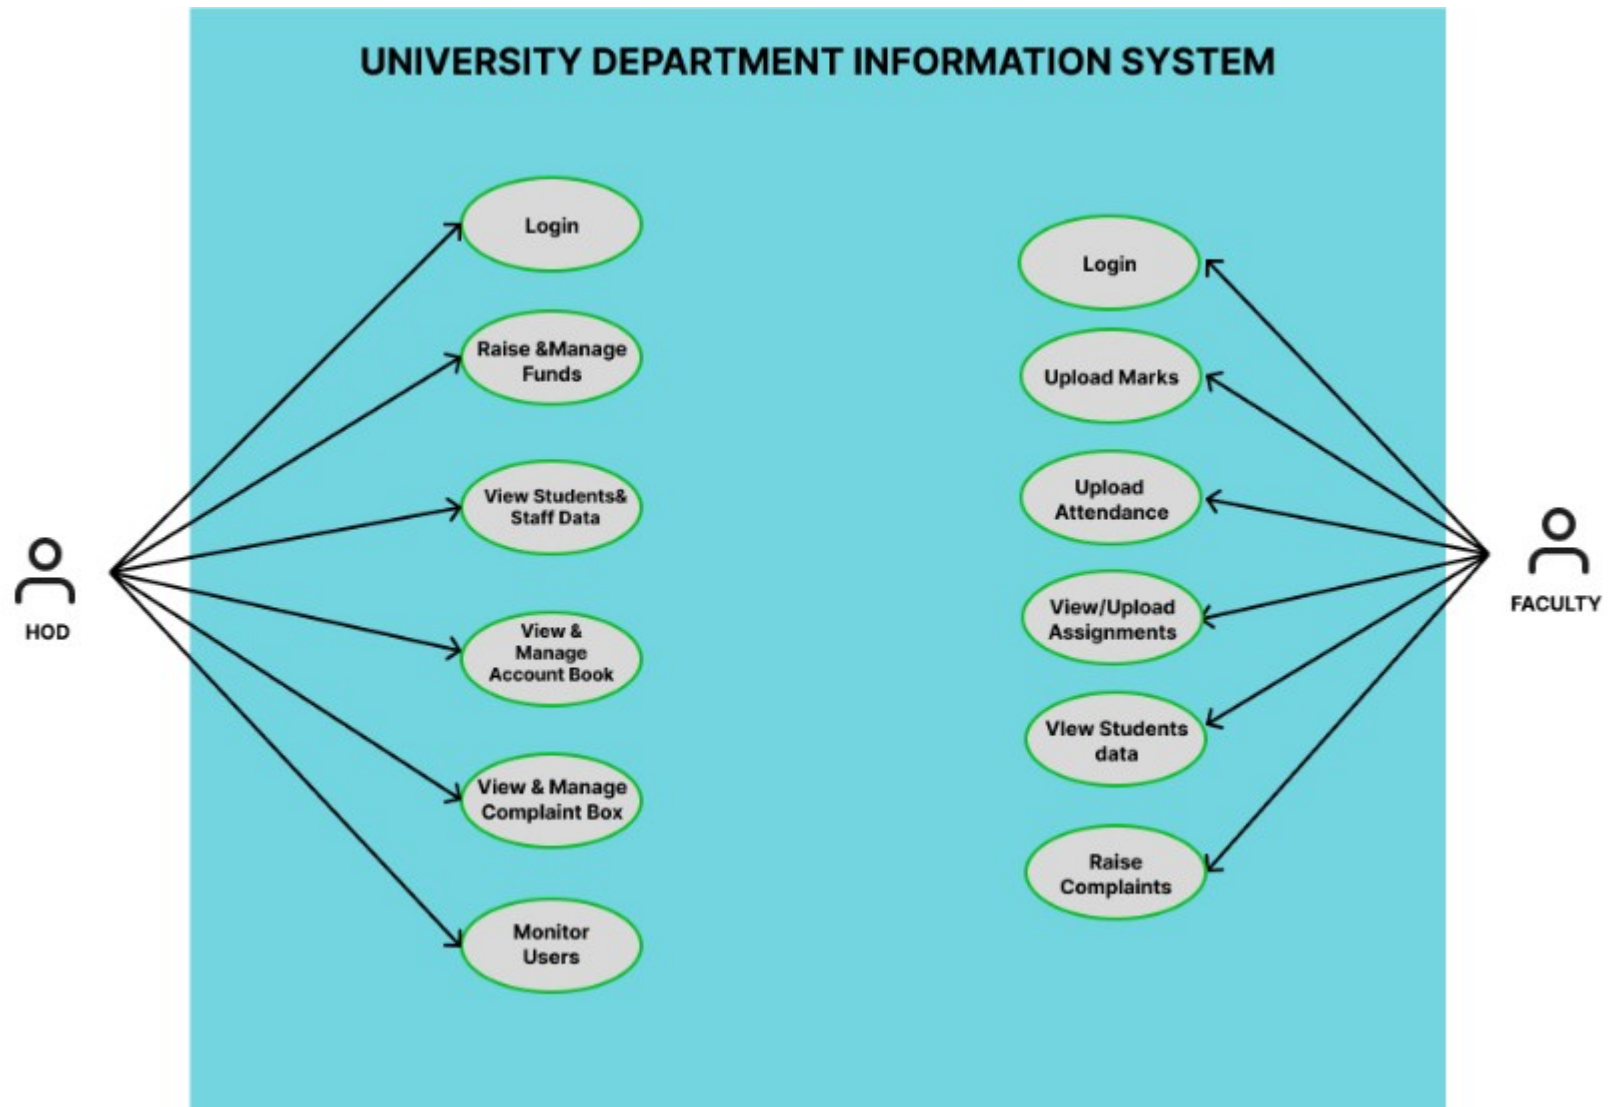 UNIVERSITY DEPARTMENT INFORMATION SYSTEM
Login
Raise &Manage
Funds
View Students&
Staff Data
View &
Manage
Account Book
View & Manage
Complaint Box
Monitor
Users
HOD
Login
Upload Marks
Upload
Attendance
View/Upload
Assignments
VIew Students
data
Raise
Complaints
FACULTY